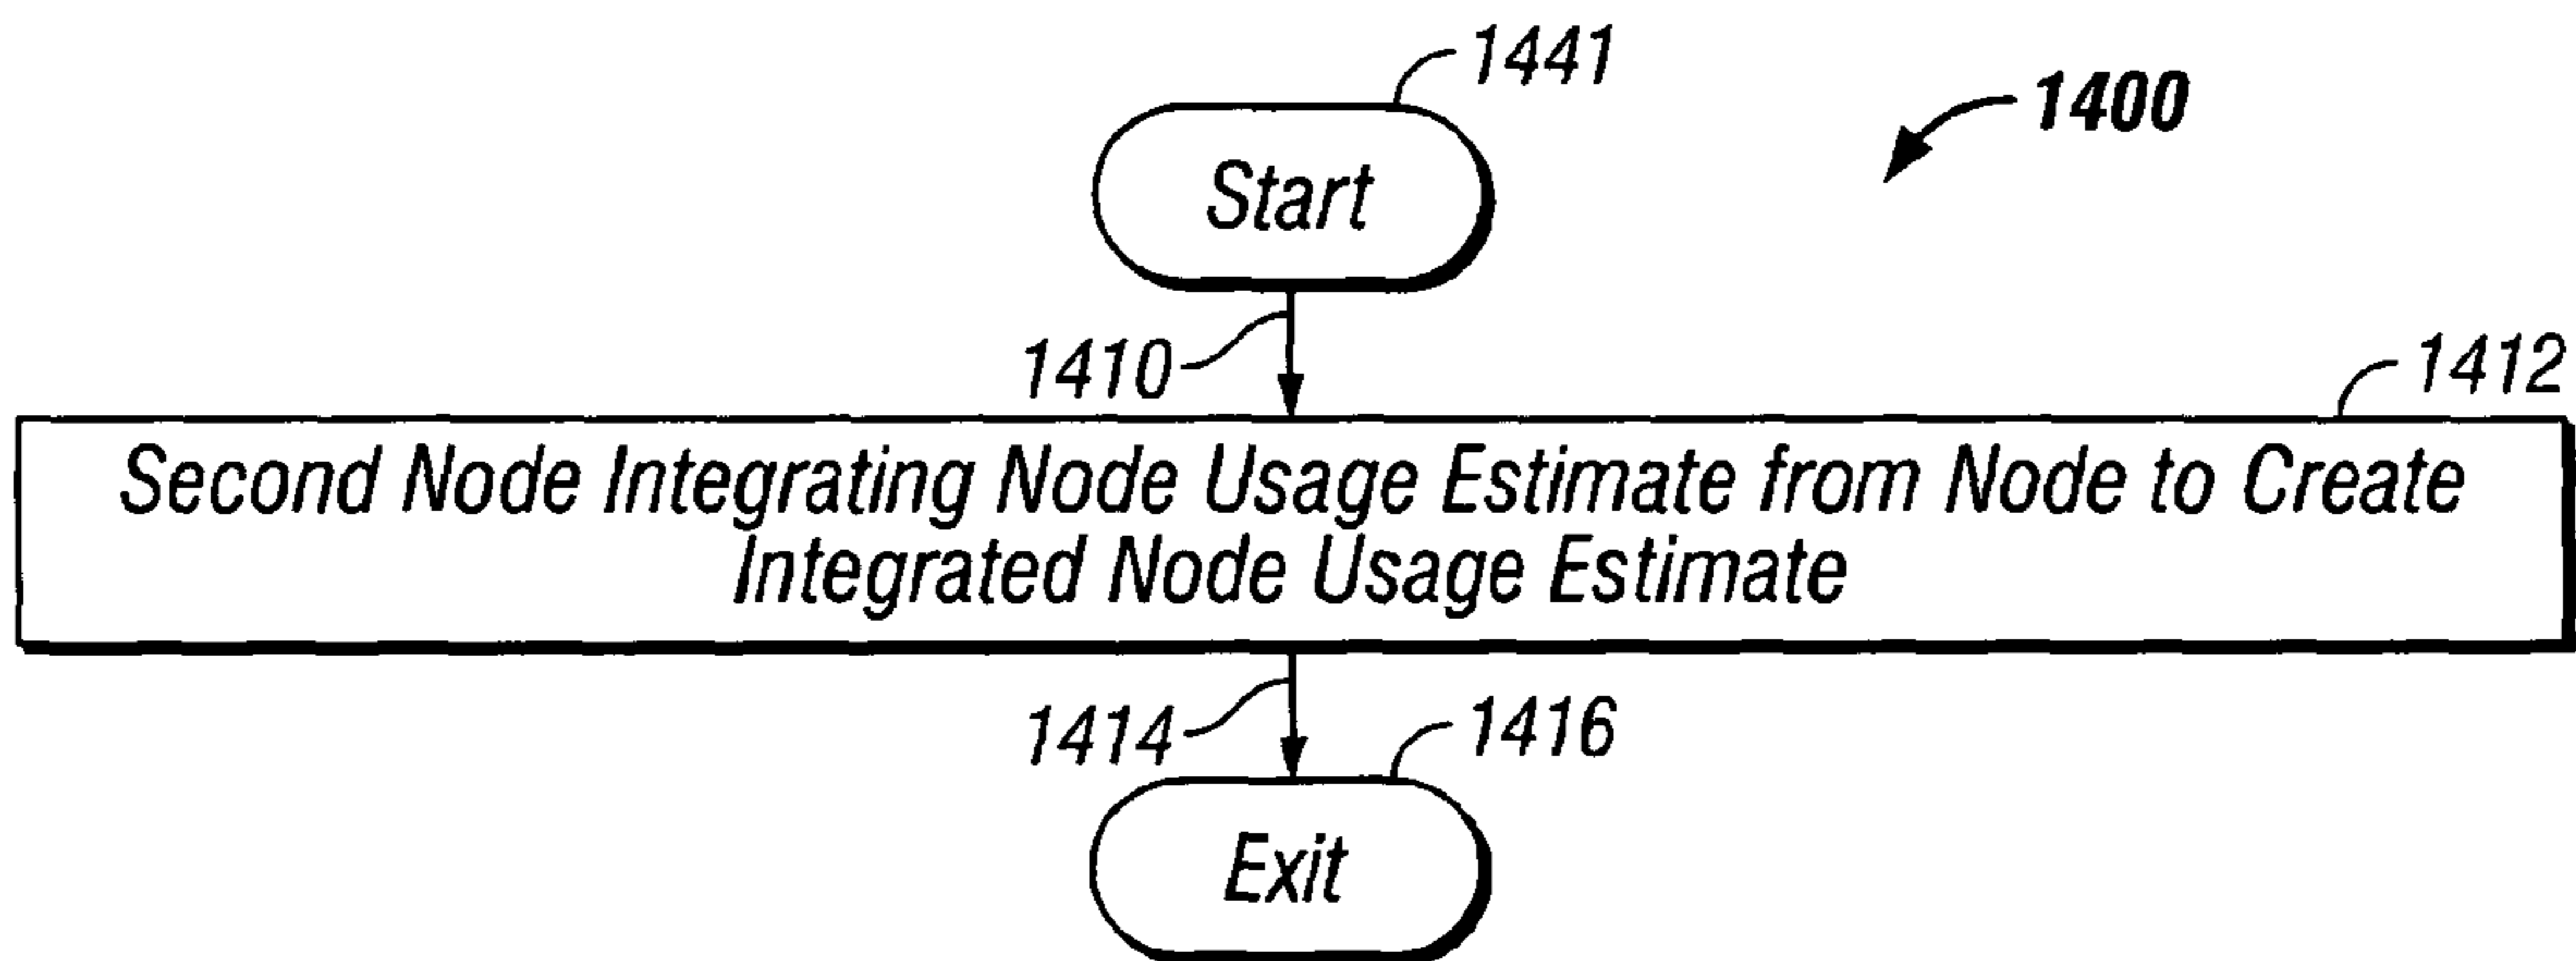 1441
1400
Start
1410
1412
Second Node Integrating Node Usage Estimate from Node to Create
Integrated Node Usage Estimate
1414
1416
Exit